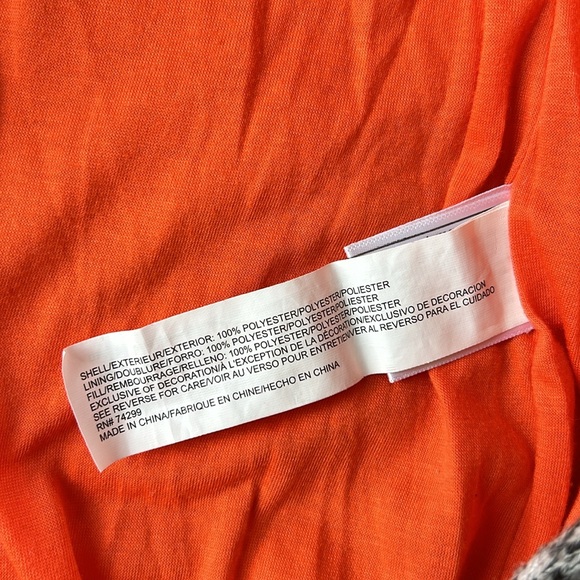 SHELL/EXTERIEUR/EXTERIOR: 100% POLYESTER/POLYESTER/POLIESTER
LINING/DOUBLURE/FORRO: 100% POLYESTER/POLYESTER/POLIESTER
FILL/REMBOURRAGE/RELLENO: 100% POLYESTER/POLYESTER/POLIESTER
EXCLUSIVE OF DECORATION/À L'EXCEPTION DE LA DÉCORATION/EXCLUSIVO DE DECORACION
SEE REVERSE FOR CARE/VOIR AU VERSO POUR ENTRETIEN/VER AL REVERSO PARA EL CUIDADO
RN# 74299
MADE IN CHINA/FABRIQUE EN CHINE/HECHO EN CHINA